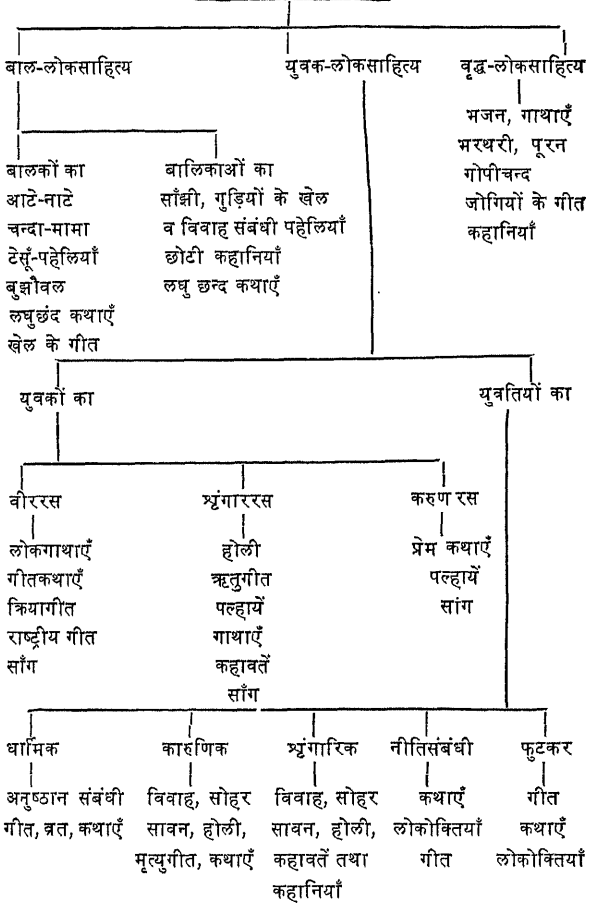 बाल-लोकसाहित्य
युवक-लोकसाहित्य
वृद्ध-लोकसाहित्य
भजन, गाथाएँ
भरथरी, पूरन
गोपीचन्द
जोगियों के गीत
कहानियाँ
बालकों का
आटे-नाटे
चन्दा-मामा
टेसूँ-पहेलियाँ
बुझौवल
लघुछंद कथाएँ
खेल के गीत
बालिकाओं का
साँझी, गुड़ियों के खेल
व विवाह संबंधी पहेलियाँ
छोटी कहानियाँ
लघु छन्द कथाएँ
युवकों का
युवतियों का
वीररस
लोकगाथाएँ
गीतकथाएँ
क्रियागीत
राष्ट्रीय गीत
साँग
शृंगाररस
होली
ऋतुगीत
पल्हायें
गाथाएँ
कहावतें
साँग
करुण रस
प्रेम कथाएँ
पल्हायें
सांग
धार्मिक
अनुष्ठान संबंधी
गीत, व्रत, कथाएँ
कारुणिक
विवाह, सोहर
सावन, होली,
मृत्युगीत, कथाएँ
शृंगारिक
विवाह, सोहर
सावन, होली,
कहावतें तथा
कहानियाँ
नीतिसंबंधी
कथाएँ
लोकोक्तियाँ
गीत
फुटकर
गीत
कथाएँ
लोकोक्तियाँ